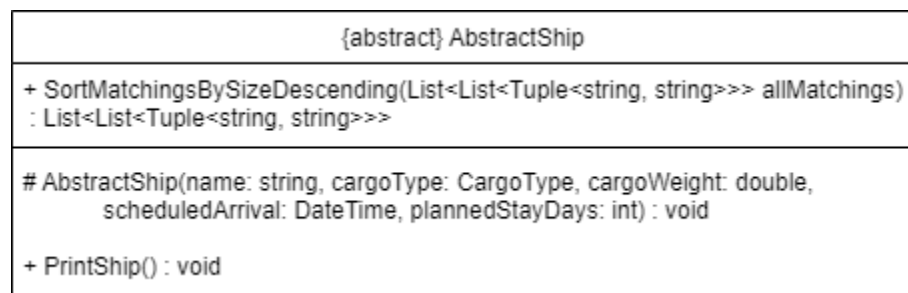 {abstract} AbstractShip
+ SortMatchingsBySizeDescending(List<List<Tuple<string, string>>> allMatchings)
: List<List<Tuple<string, string>>>
# AbstractShip(name: string, cargoType: CargoType, cargoWeight: double,
scheduledArrival: DateTime, plannedStayDays: int) : void
+ PrintShip() : void